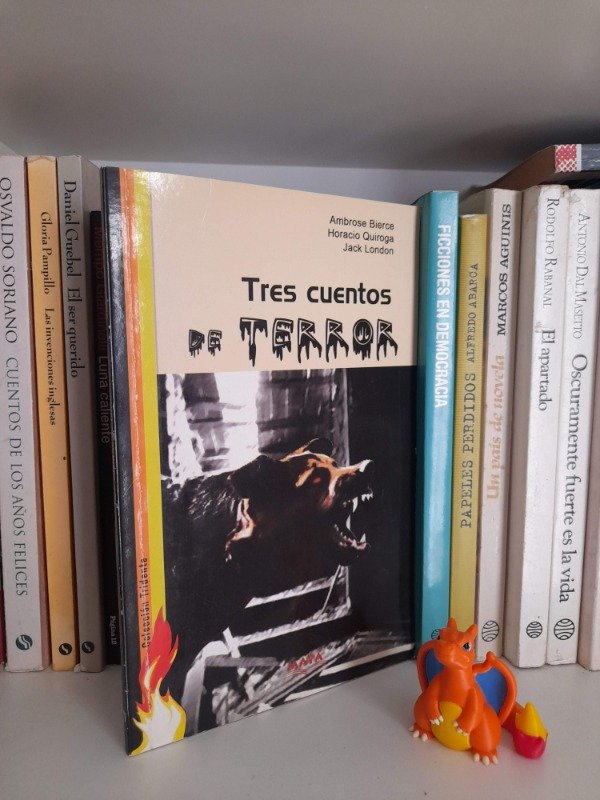 OSVALDO SORIANO CUENTOS DE LOS AÑOS FELICES
Gloria Pampillo Las invenciones inglesas
Daniel Guebel El ser querido
Luna caliente
Página 12
Ambrose Bierce
Horacio Quiroga
Jack London
Tres cuentos
DE TERROR
FICCIONES EN DEMOCRACIA
PAPELES PERDIDOS ALFREDO ABARCA
MARCOS AGUINIS
Un país de novela
RODOLFO RABANAL El apartado
ANTONIO DAL MASETTO Oscuramente fuerte es la vida